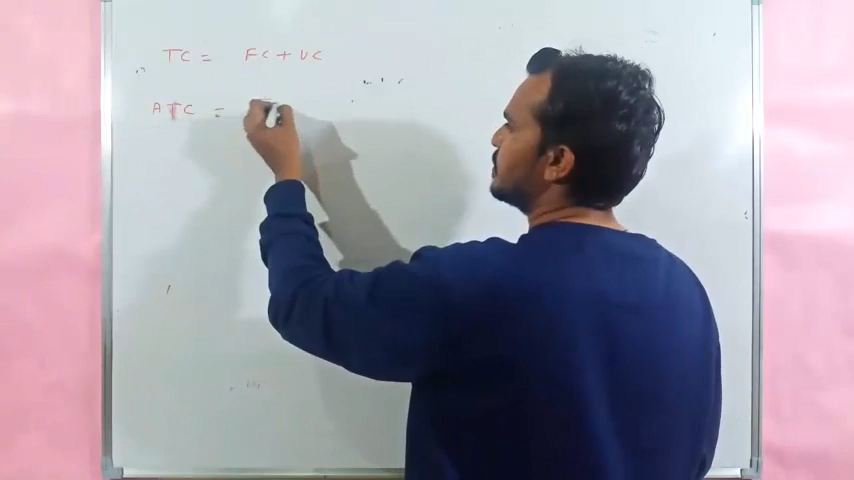 TC = FC + VC
ATC =